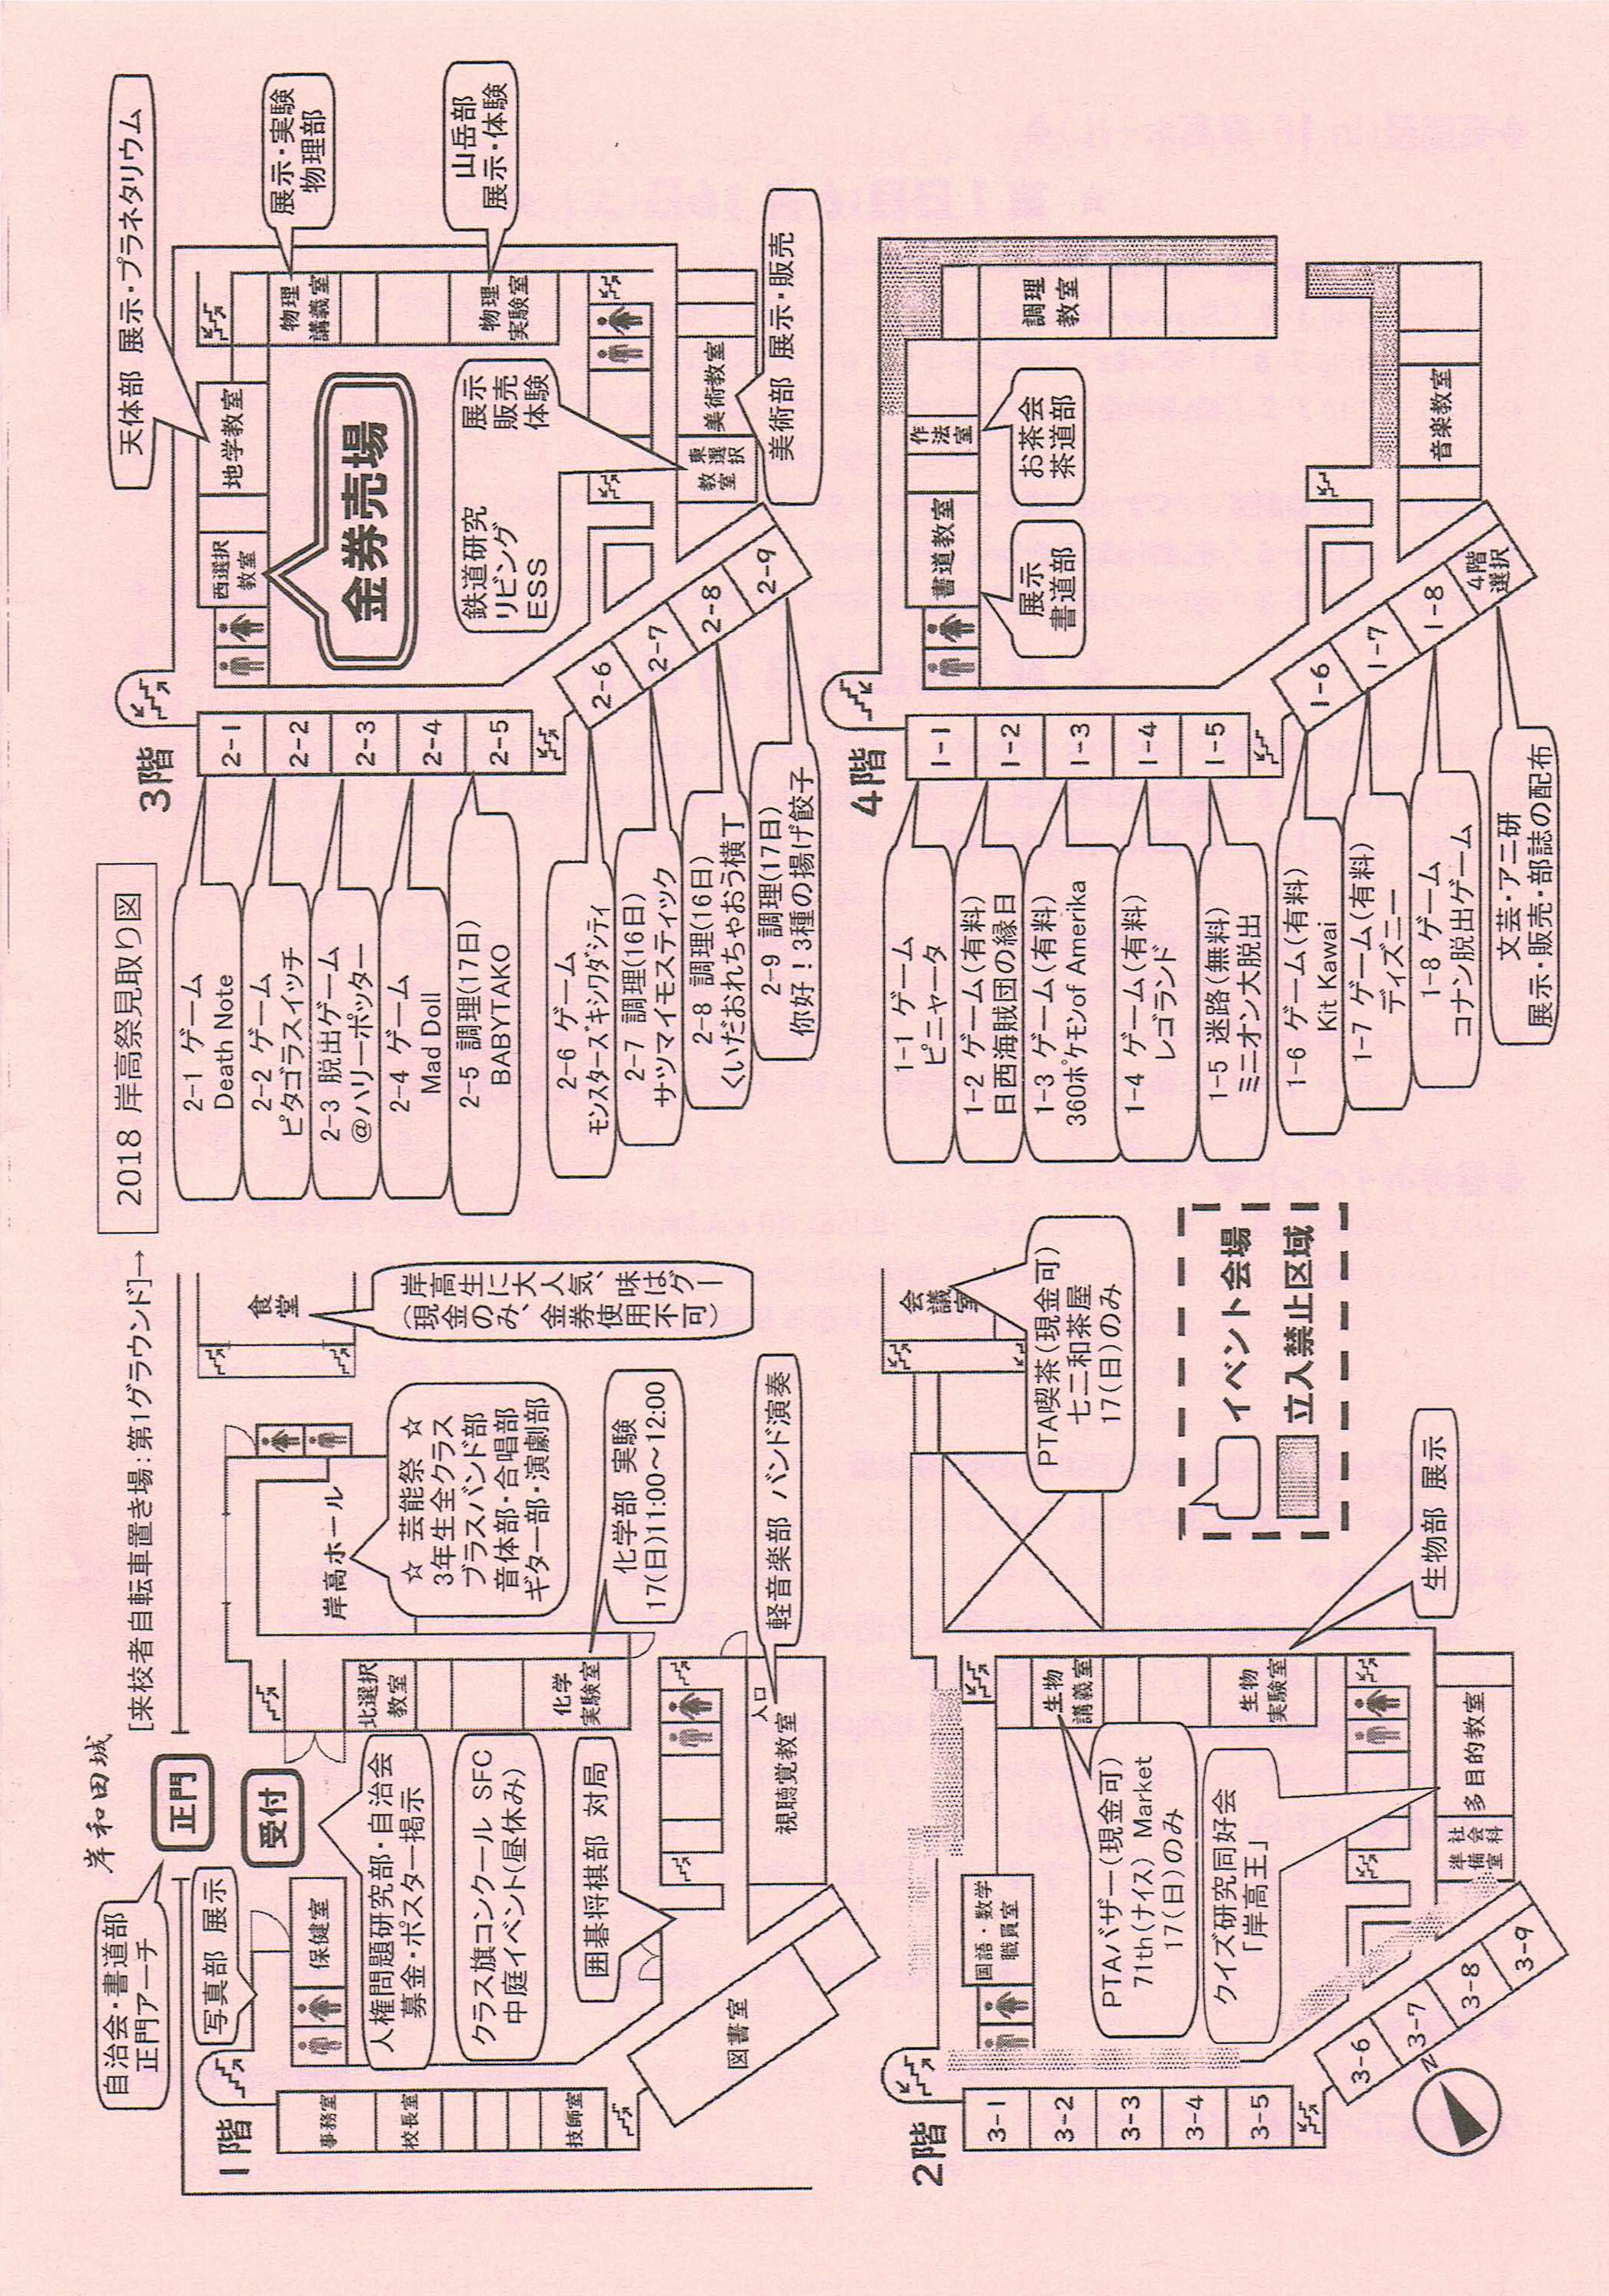 2018 岸高祭見取り図
岸和田城
[来校者自転車置き場:第1グラウンド]→
自治会・書道部
正門アーチ
正門
写真部 展示
受付
1階
事務室
校長室
技師室
保健室
人権問題研究部・自治会
募金・ポスター掲示
クラス旗コンクール SFC
中庭イベント(昼休み)
囲碁将棋部 対局
図書室
北選択
教室
化学
実験室
入口
視聴覚教室
岸高ホール
☆ 芸能祭 ☆
3年生全クラス
ブラスバンド部
音体部・合唱部
ギター部・演劇部
化学部 実験
17(日)11:00～12:00
軽音楽部 バンド演奏
食堂
岸高生に大人気、味はグー
(現金のみ、金券使用不可)
3階
2-1
2-2
2-3
2-4
2-5
2-6
2-7
2-8
2-9
2-1 ゲーム
Death Note
2-2 ゲーム
ピタゴラスイッチ
2-3 脱出ゲーム
@ハリーポッター
2-4 ゲーム
Mad Doll
2-5 調理(17日)
BABYTAKO
2-6 ゲーム
モンスターズキシワダシティ
2-7 調理(16日)
サツマイモスティック
2-8 調理(16日)
くいだおれちゃおう横丁
2-9 調理(17日)
你好！3種の揚げ餃子
西選択
教室
地学教室
金券売場
天体部 展示・プラネタリウム
物理
講義室
展示・実験
物理部
物理
実験室
山岳部
展示・体験
鉄道研究
リビング
ESS
展示
販売
体験
東選択
教室
美術教室
美術部 展示・販売
2階
3-1
3-2
3-3
3-4
3-5
3-6
3-7
3-8
3-9
N
国語・数学
職員室
生物
講義室
生物
実験室
PTAバザー(現金可)
71th(ナイス) Market
17(日)のみ
クイズ研究同好会
「岸高王」
社会科
準備室
多目的教室
生物部 展示
会議室
PTA喫茶(現金可)
七二和茶屋
17(日)のみ
イベント会場
立入禁止区域
4階
1-1
1-2
1-3
1-4
1-5
1-6
1-7
1-8
4階
選択
1-1 ゲーム
ピニャータ
1-2 ゲーム(有料)
日西海賊団の縁日
1-3 ゲーム(有料)
360ポケモンof Amerika
1-4 ゲーム(有料)
レゴランド
1-5 迷路(無料)
ミニオン大脱出
1-6 ゲーム(有料)
Kit Kawai
1-7 ゲーム(有料)
ディズニー
1-8 ゲーム
コナン脱出ゲーム
文芸・アニ研
展示・販売・部誌の配布
書道教室
展示
書道部
作法室
お茶会
茶道部
調理
教室
音楽教室